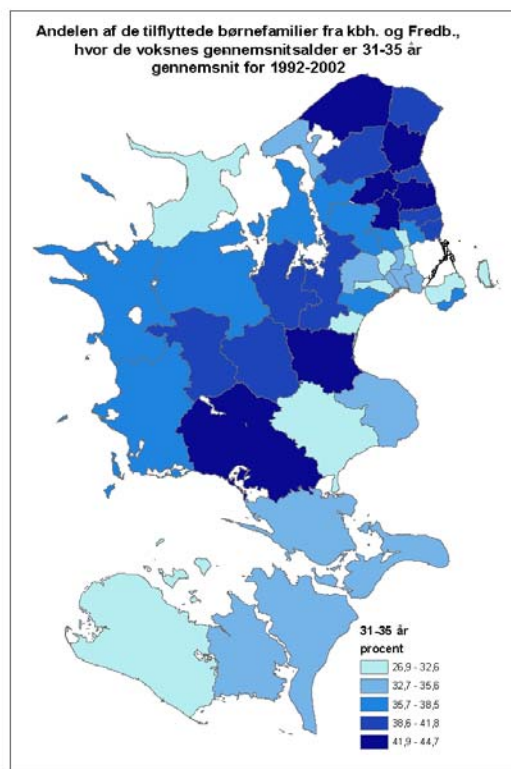 Andelen af de tilflyttede børnefamilier fra kbh. og Fredb.,
hvor de voksnes gennemsnitsalder er 31-35 år
gennemsnit for 1992-2002
31-35 år
procent
26,9 - 32,6
32,7 - 35,6
35,7 - 38,5
38,6 - 41,8
41,9 - 44,7